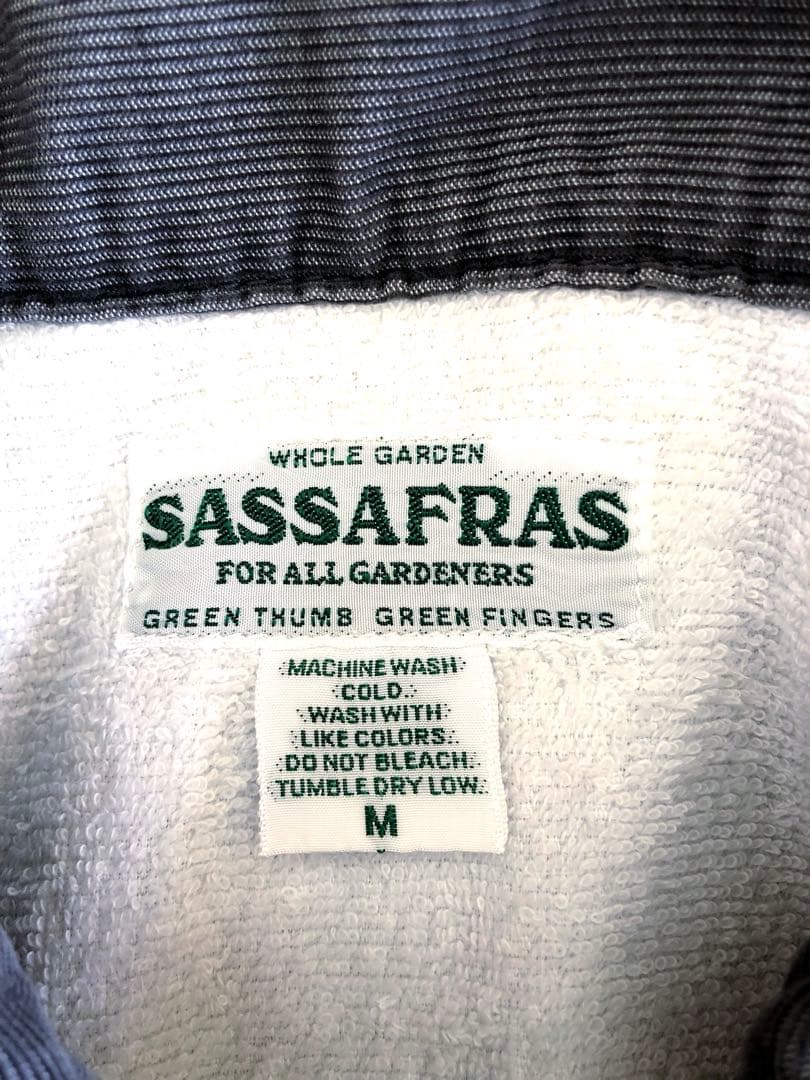 WHOLE GARDEN
SASSAFRAS
FOR ALL GARDENERS
GREEN THUMB GREEN FINGERS
MACHINE WASH
COLD.
WASH WITH
LIKE COLORS.
DO NOT BLEACH.
TUMBLE DRY LOW.
M